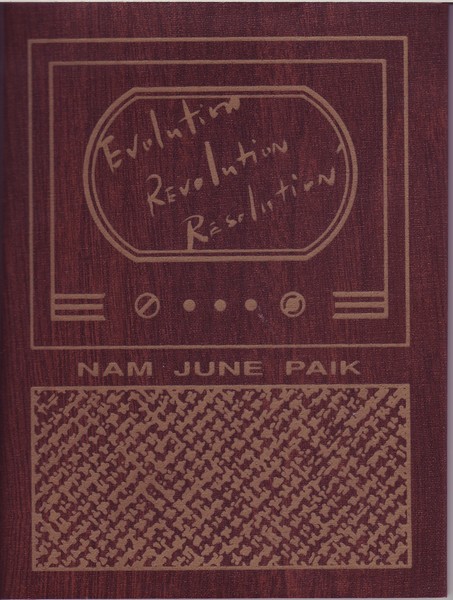 Evolution
Revolution
Resolution
NAM JUNE PAIK